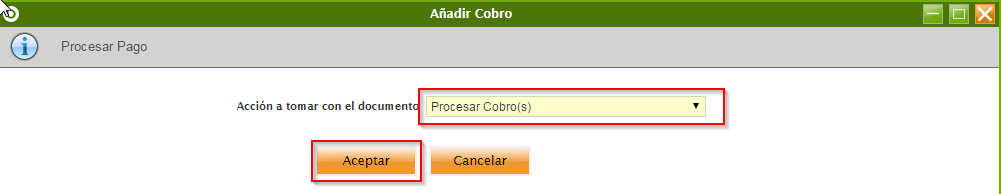 Añadir Cobro
Procesar Pago
Acción a tomar con el documento Procesar Cobro(s)
Aceptar Cancelar